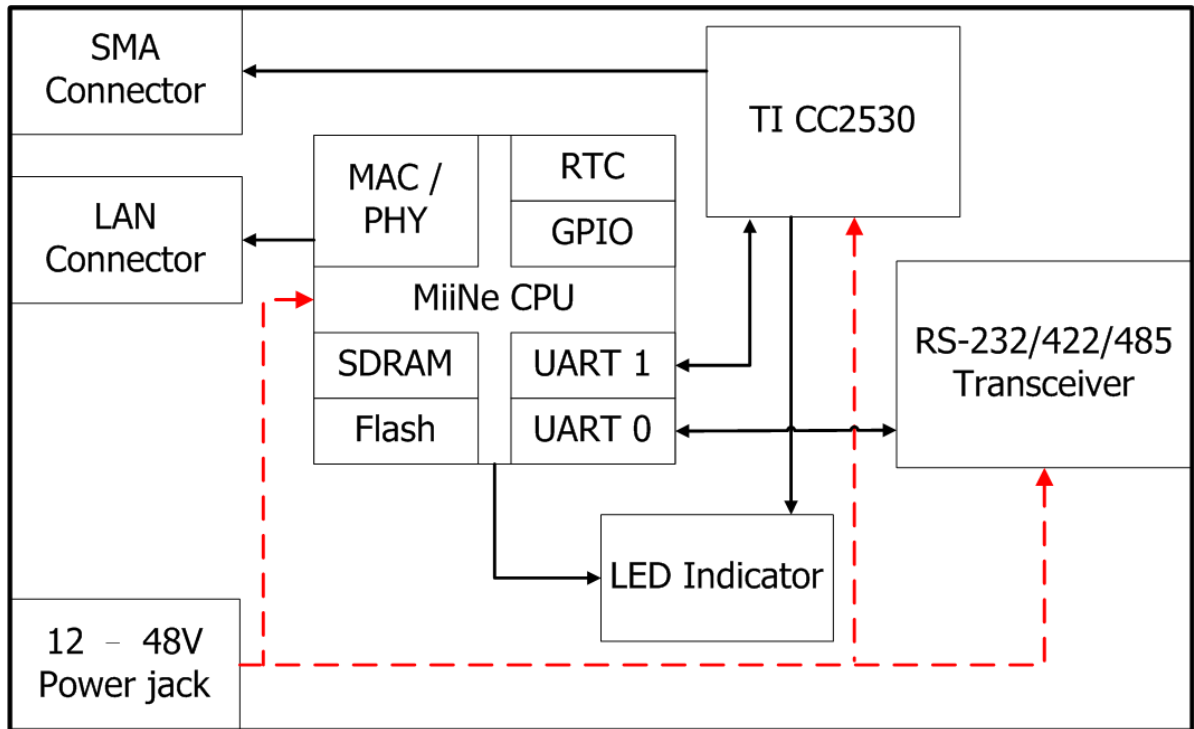 SMA
Connector
TI CC2530
MAC /
PHY
RTC
GPIO
LAN
Connector
MiiNe CPU
SDRAM
UART 1
Flash
UART 0
RS-232/422/485
Transceiver
LED Indicator
12 – 48V
Power jack